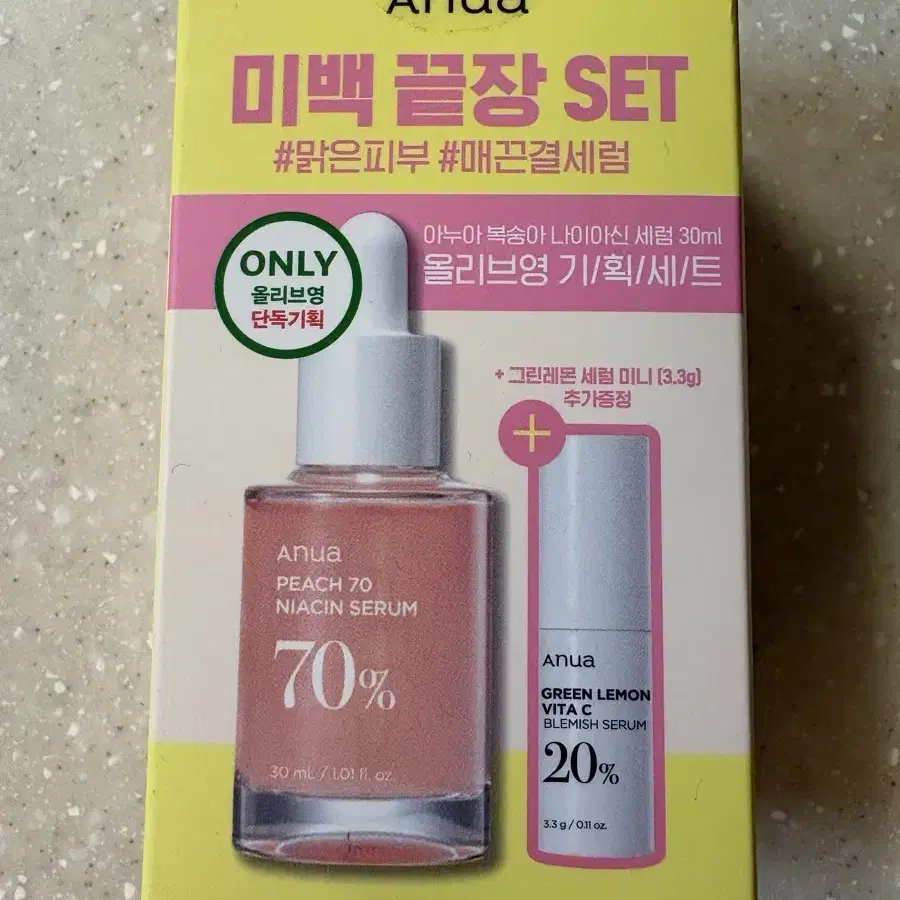 Anua
미백 끝장 SET
#맑은피부 #매끈결세럼
아누아 복숭아 나이아신 세럼 30ml
올리브영 기/획/세/트
ONLY
올리브영
단독기획
+ 그린레몬 세럼 미니 (3.3g)
추가증정
+
Anua
PEACH 70
NIACIN SERUM
70%
30 mL / 1.01 fl. oz.
Anua
GREEN LEMON
VITA C
BLEMISH SERUM
20%
3.3 g / 0.11 oz.